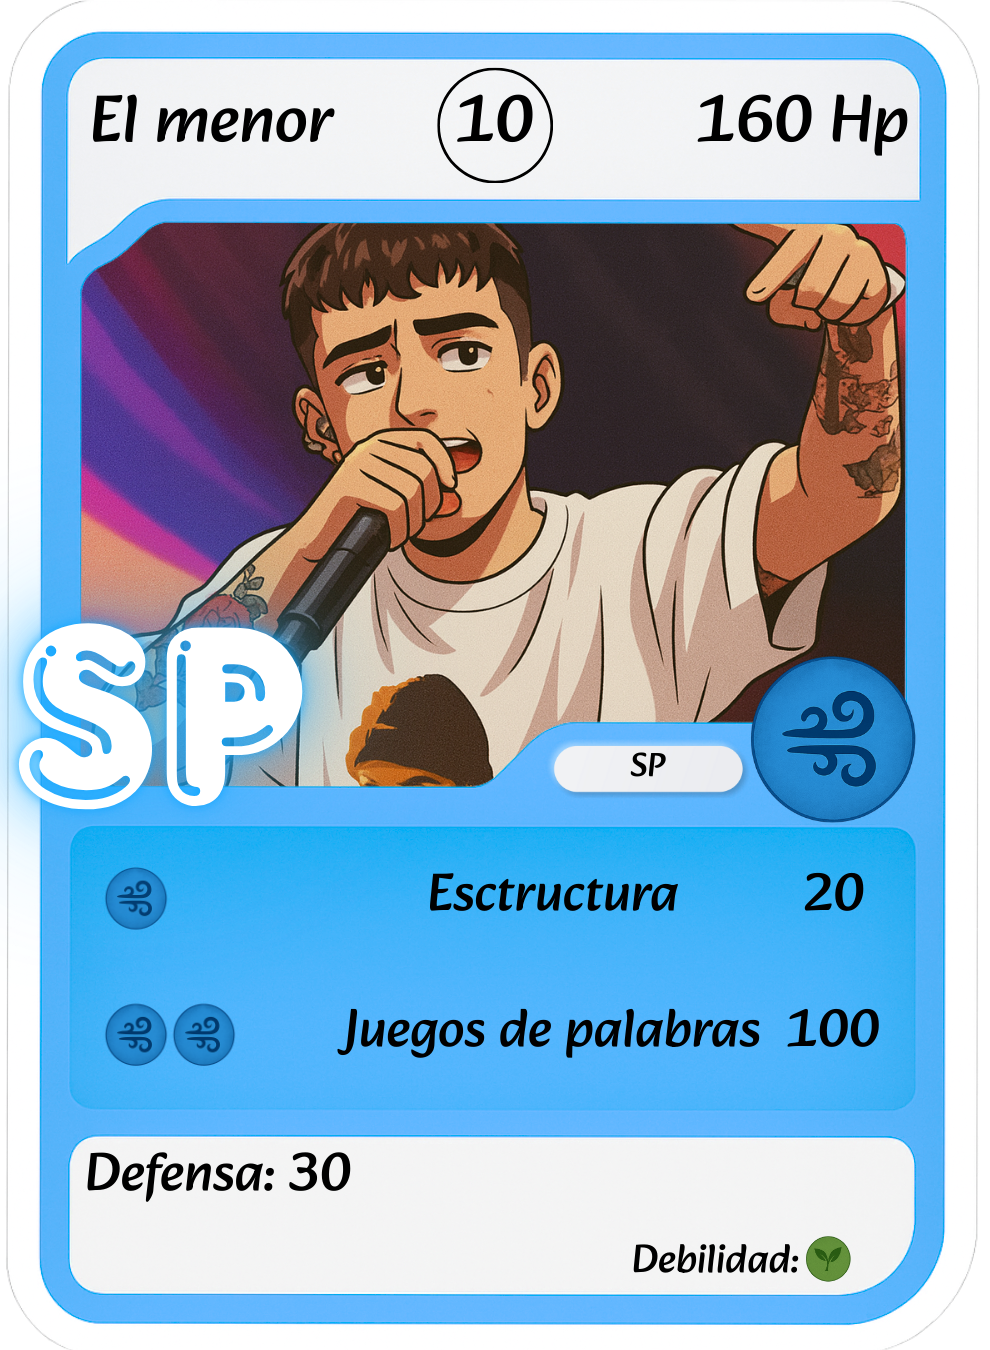 El menor 10 160 Hp
SP
SP
Esctructura 20
Juegos de palabras 100
Defensa: 30
Debilidad: